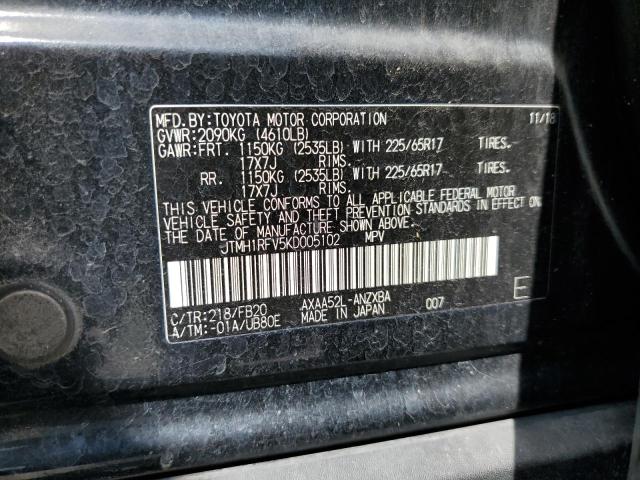 MFD. BY: TOYOTA MOTOR CORPORATION 11/18
GVWR: 2090KG (4610LB)
GAWR: FRT. 1150KG (2535LB) WITH 225/65R17 TIRES.
17X7J RIMS.
RR. 1150KG (2535LB) WITH 225/65R17 TIRES.
17X7J RIMS.
THIS VEHICLE CONFORMS TO ALL APPLICABLE FEDERAL MOTOR
VEHICLE SAFETY AND THEFT PREVENTION STANDARDS IN EFFECT
ON THE DATE OF MANUFACTURE SHOWN ABOVE.
JTMH1RFV5KD005102 MPV
C/TR: 218/FB20 AXAA52L-ANZXBA 007 E
A/TM: -01A/UB80E MADE IN JAPAN